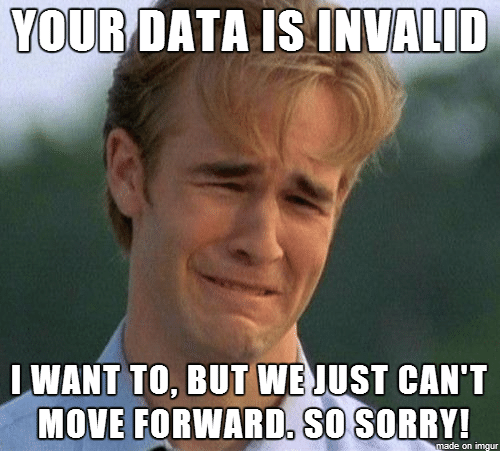 YOUR DATA IS INVALID
I WANT TO, BUT WE JUST CAN'T
MOVE FORWARD. SO SORRY!
made on imgur